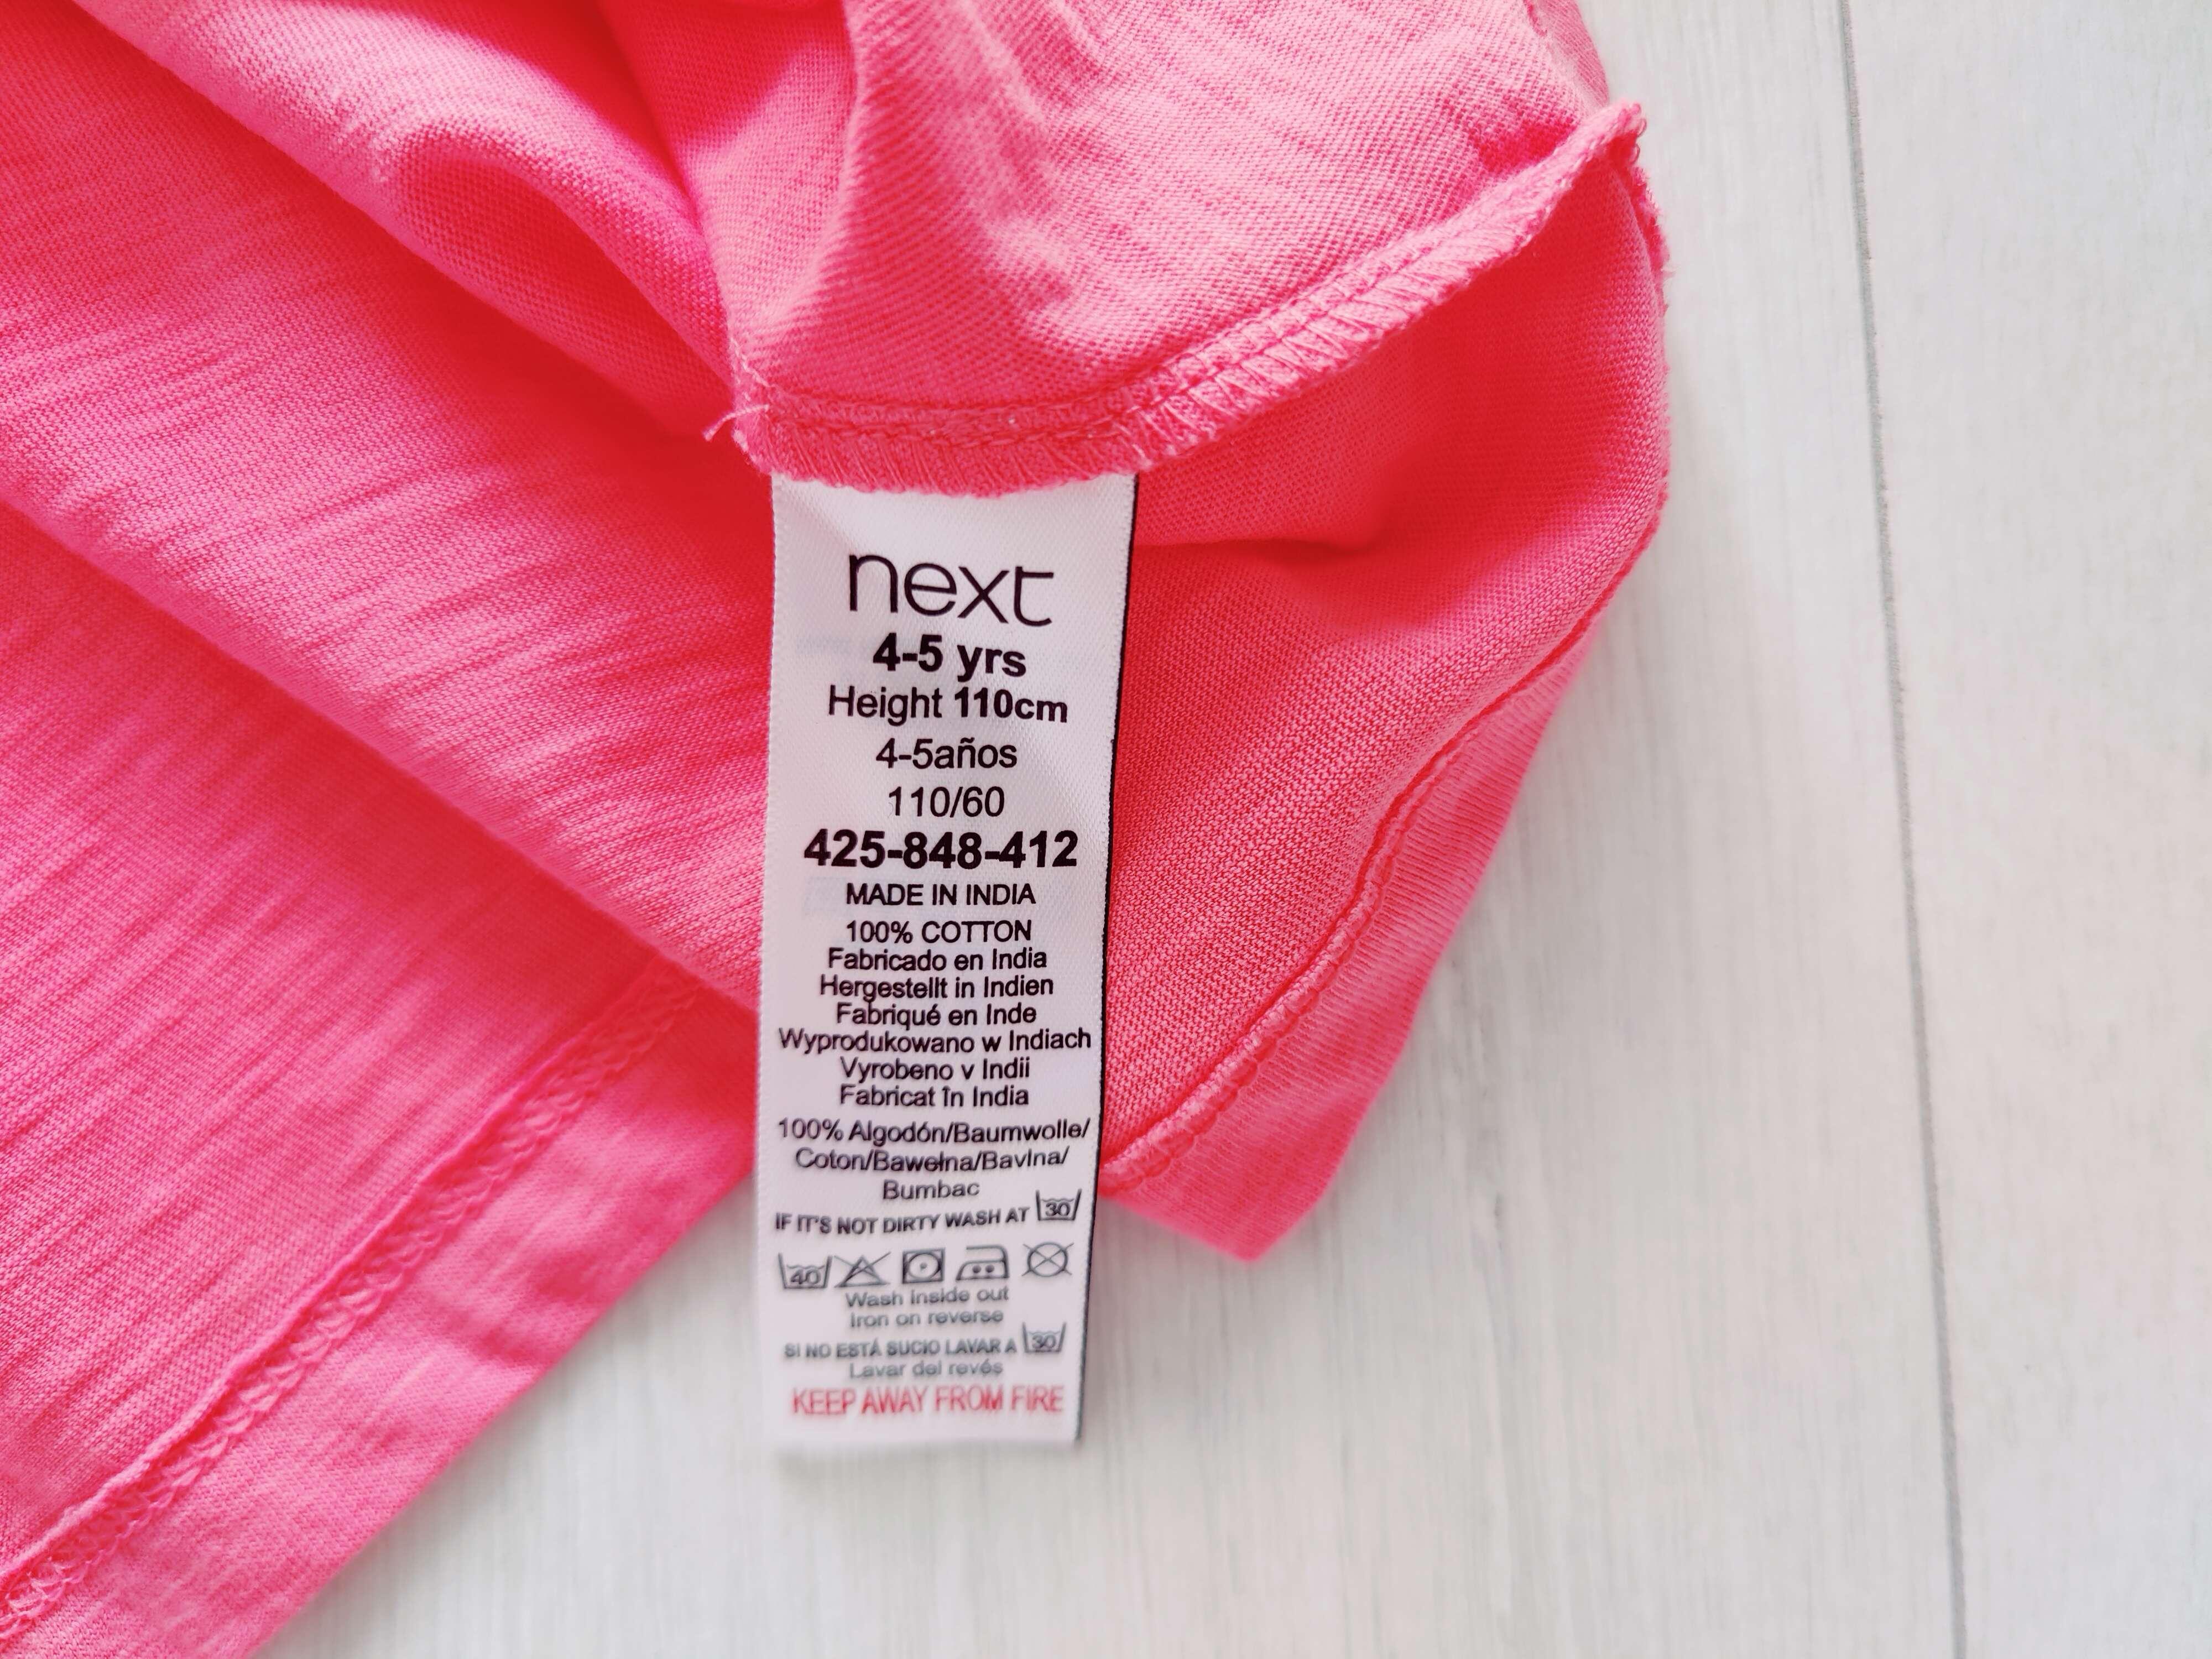 next
4-5 yrs
Height 110cm
4-5años
110/60
425-848-412
MADE IN INDIA
100% COTTON
Fabricado en India
Hergestellt in Indien
Fabriqué en Inde
Wyprodukowano w Indiach
Vyrobeno v Indii
Fabricat în India
100% Algodón/Baumwolle/
Coton/Bawełna/Bavlna/
Bumbac
IF IT'S NOT DIRTY WASH AT 30
40
Wash inside out
Iron on reverse
SI NO ESTÁ SUCIO LAVAR A 30
Lavar del revés
KEEP AWAY FROM FIRE